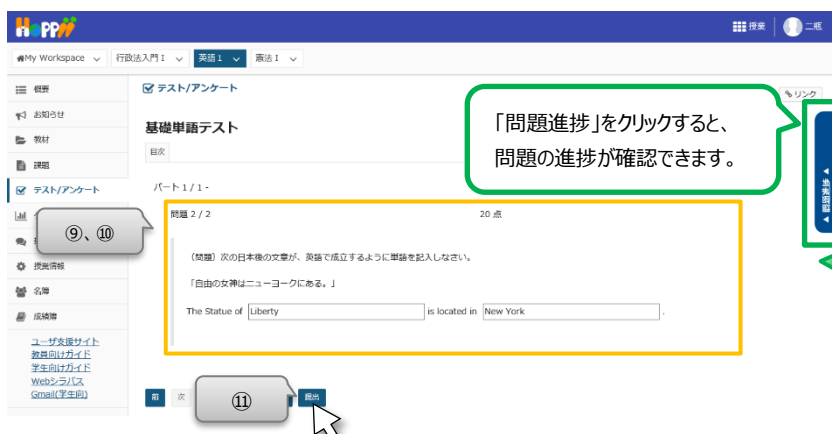 HoPPii
授業
二瓶
My Workspace
行政法入門 I
英語 1
憲法 I
概要
お知らせ
教材
課題
テスト/アンケート
授業情報
名簿
成績簿
ユーザ支援サイト
教員向けガイド
学生向けガイド
Webシラバス
Gmail(学生向)
テスト/アンケート
リンク
基礎単語テスト
目次
「問題進捗」をクリックすると、
問題の進捗が確認できます。
問題進捗
パート 1 / 1 -
⑨、⑩
問題 2 / 2
20 点
(問題) 次の日本後の文章が、英語で成立するように単語を記入しなさい。
「自由の女神はニューヨークにある。」
The Statue of Liberty is located in New York .
前
次
⑪
提出